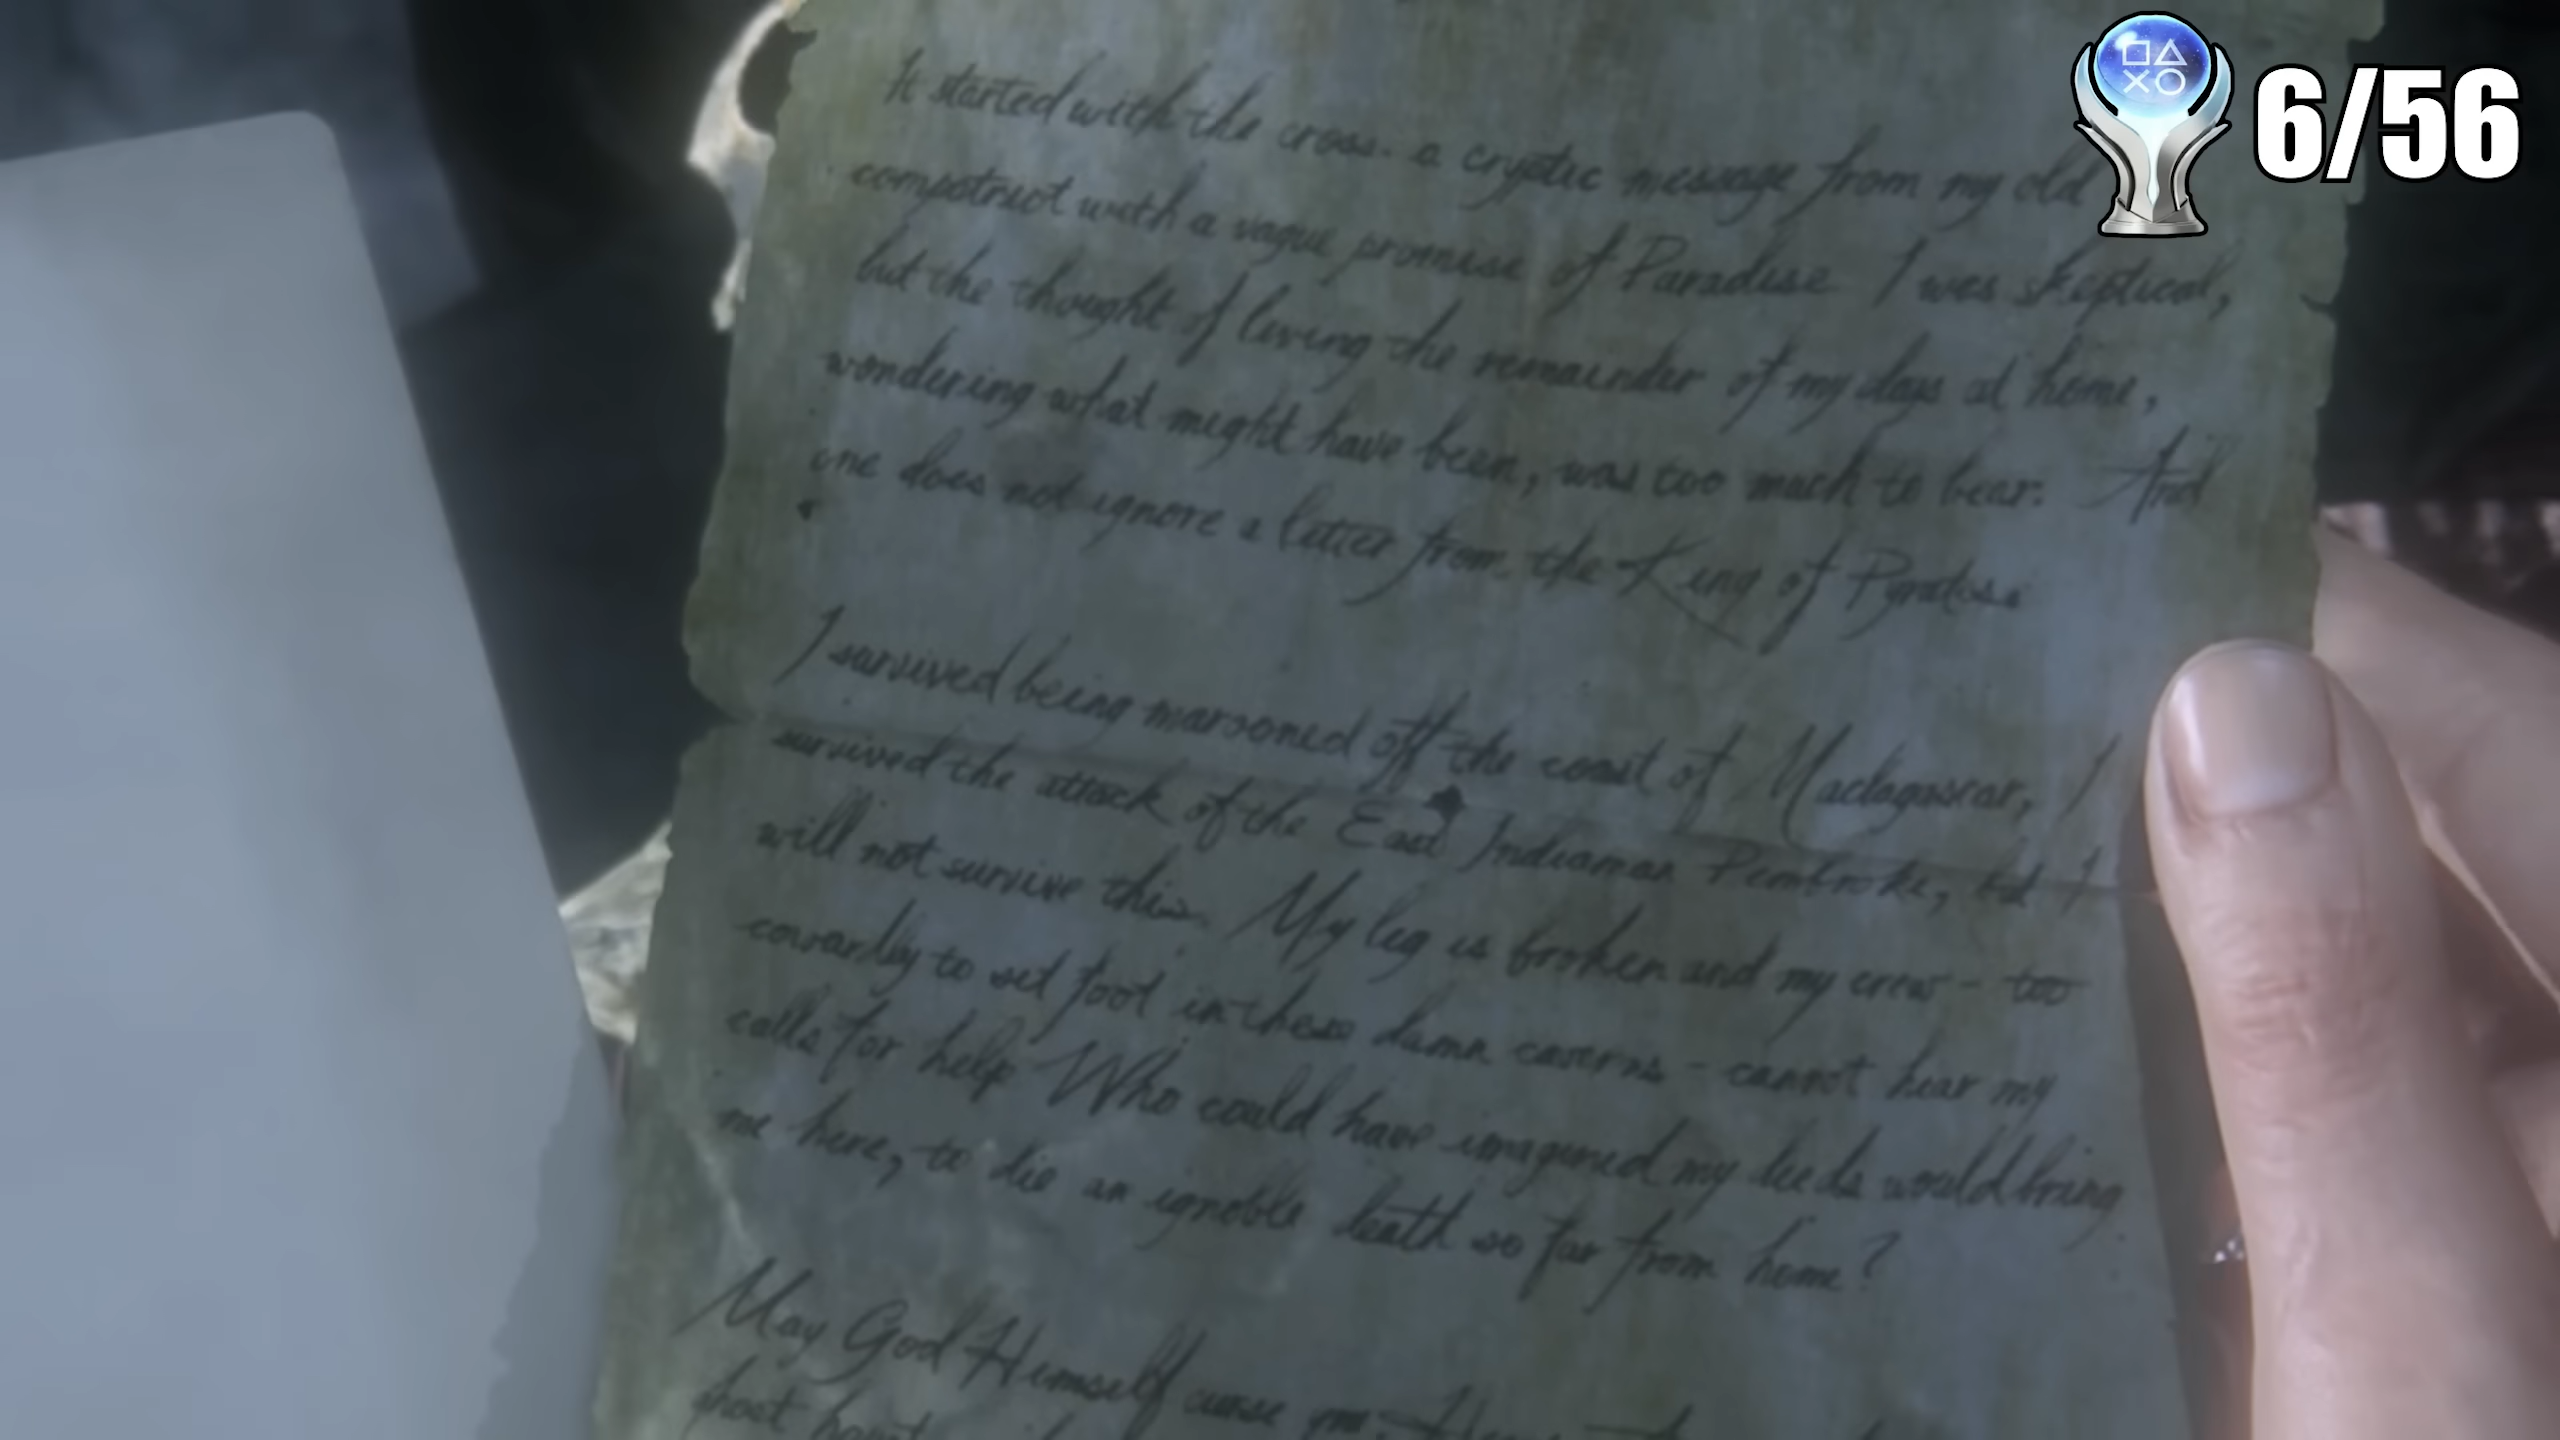 6/56
It started with the cross - a cryptic message from my old
compatriot with a vague promise of Paradise I was skeptical,
but the thought of living the remainder of my days at home,
wondering what might have been, was too much to bear. And
one does not ignore a letter from the King of
I survived being marooned off the coast of Madagascar, I
survived the attack of the East Indiaman Pembroke, but I
will not survive this. My leg is broken and my crew - too
cowardly to set foot in these damn caverns - cannot hear my
calls for help Who could have imagined my deeds would bring
me here, to die an ignoble death so far from home?
May God Himself curse